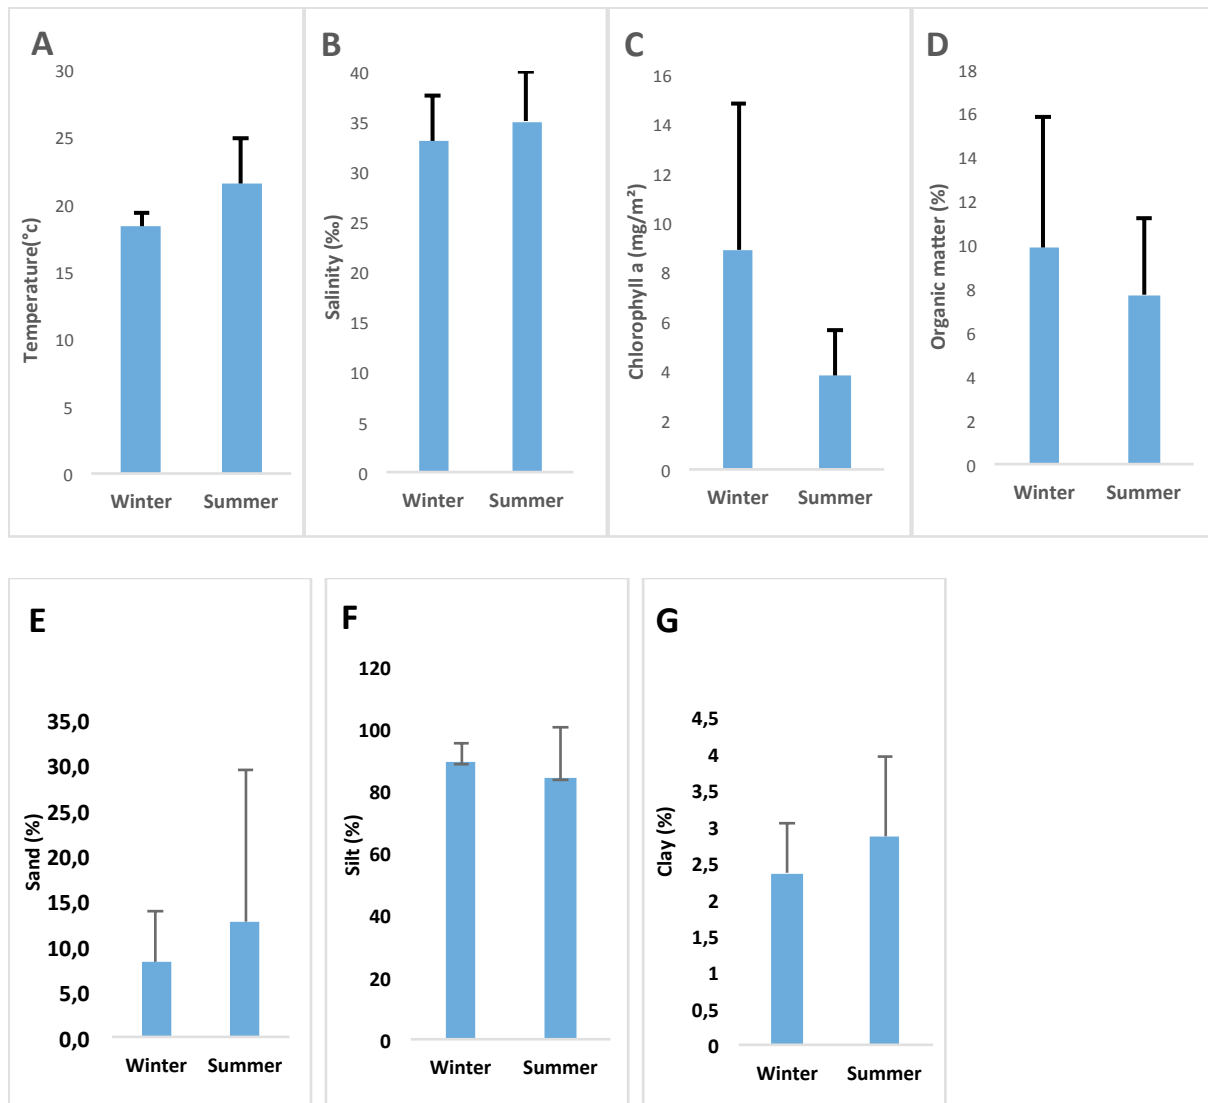 A
Temperature(°c)
30
25
20
15
10
5
0
Winter Summer
B
Salinity (‰)
40
35
30
25
20
15
10
5
0
Winter Summer
C
Chlorophyll a (mg/m²)
16
14
12
10
8
6
4
2
0
Winter Summer
D
Organic matter (%)
18
16
14
12
10
8
6
4
2
0
Winter Summer
E
Sand (%)
35,0
30,0
25,0
20,0
15,0
10,0
5,0
0,0
Winter Summer
F
Silt (%)
120
100
80
60
40
20
0
Winter Summer
G
Clay (%)
4,5
4
3,5
3
2,5
2
1,5
1
0,5
0
Winter Summer